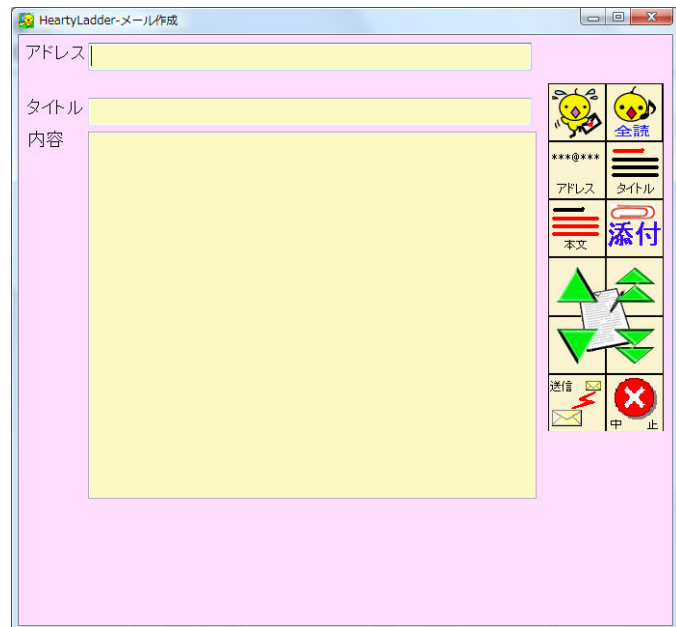 HeartyLadder-メール作成
アドレス
タイトル
内容
全読
***@***
アドレス
タイトル
本文
添付
送信
中 止